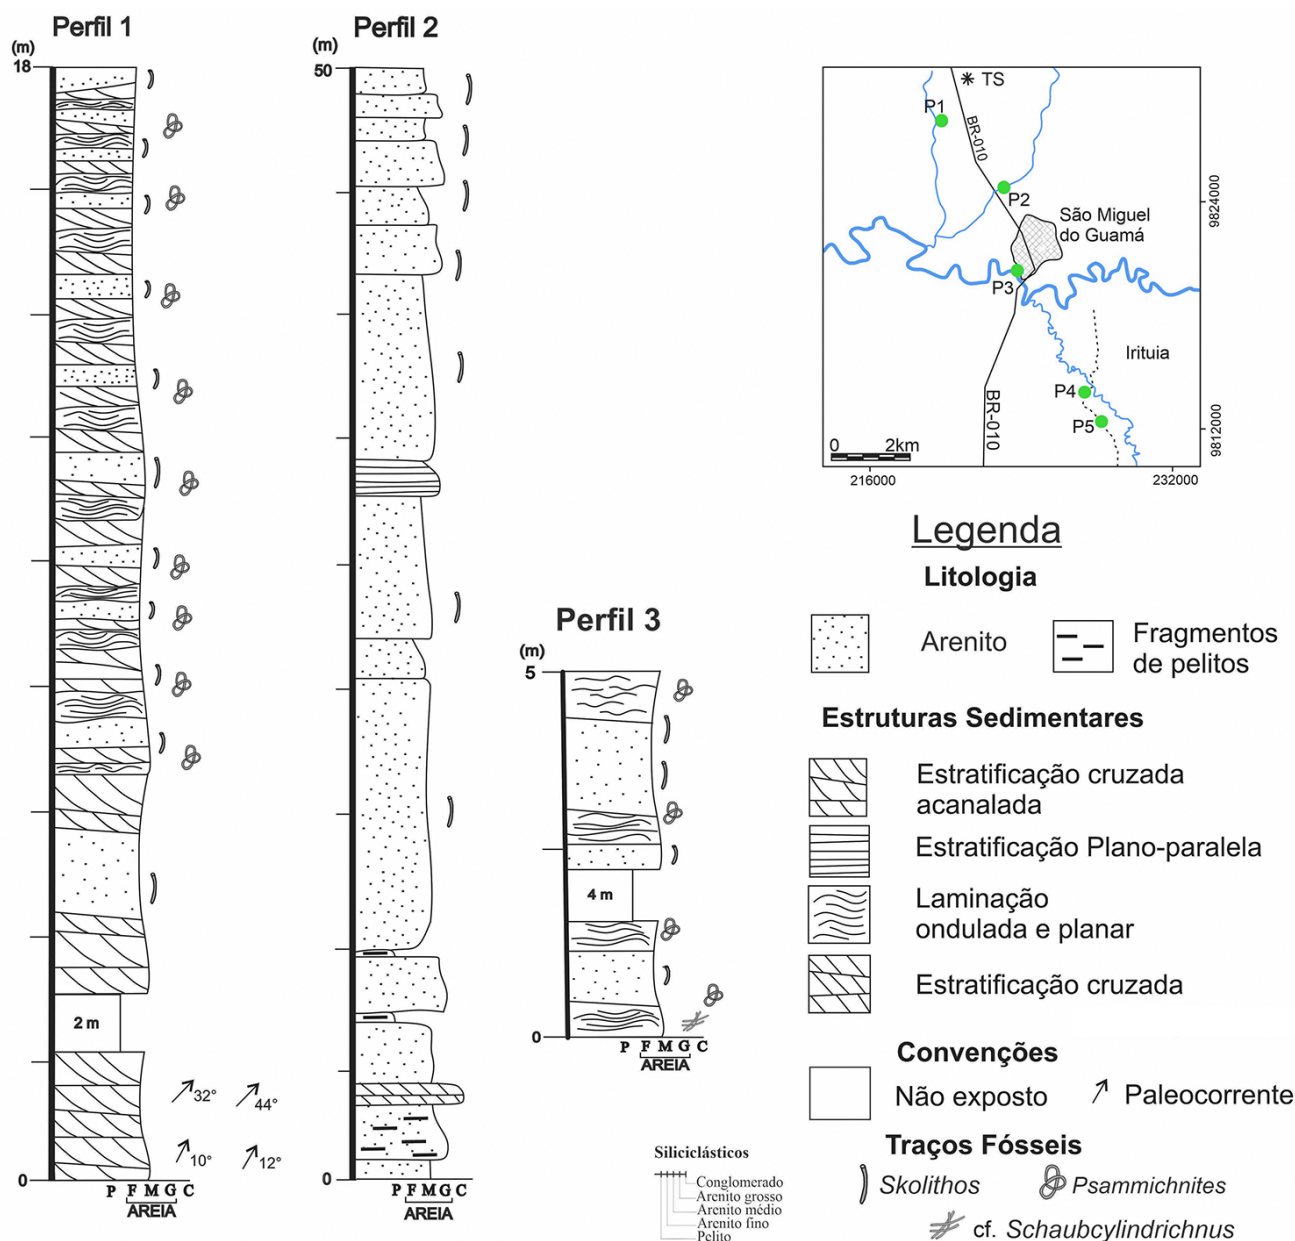 Perfil 1
(m)
18
2 m
32°
44°
10°
12°
0
P F M G C
AREIA
Perfil 2
(m)
50
0
P F M G C
AREIA
Perfil 3
(m)
5
4 m
0
P F M G C
AREIA
TS
P1
BR-010
P2
São Miguel
do Guamá
P3
Irituia
P4
P5
BR-010
0 2km
9824000
9812000
216000 232000
Legenda
Litologia
Arenito
Fragmentos
de pelitos
Estruturas Sedimentares
Estratificação cruzada
acanalada
Estratificação Plano-paralela
Laminação
ondulada e planar
Estratificação cruzada
Convenções
Não exposto
Paleocorrente
Traços Fósseis
Skolithos
Psammichnites
cf. Schaubcylindrichnus
Siliciclásticos
Conglomerado
Arenito grosso
Arenito médio
Arenito fino
Pelito